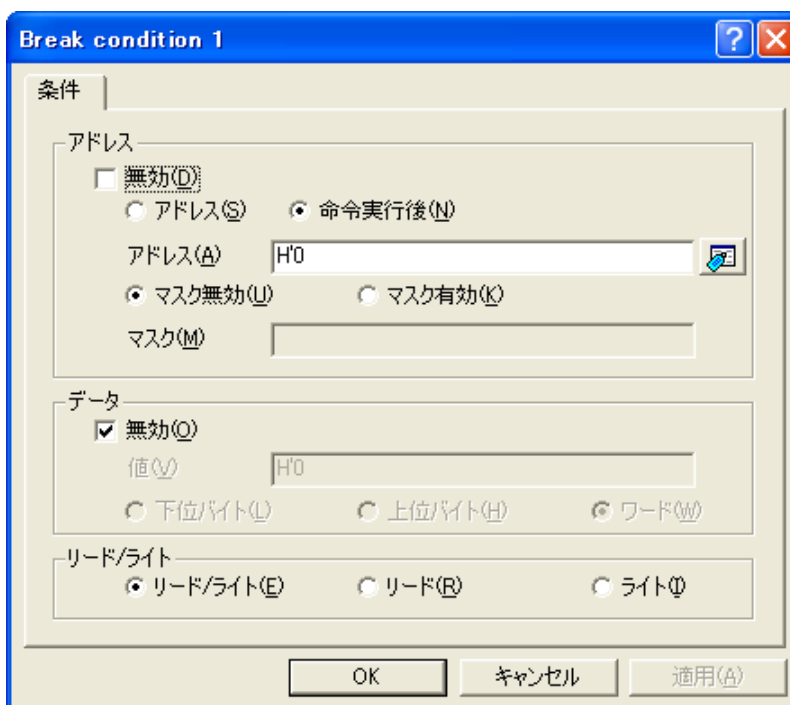 Break condition 1
条件
アドレス
無効(D)
アドレス(S) 命令実行後(N)
アドレス(A) H'0
マスク無効(U) マスク有効(K)
マスク(M)
データ
無効(O)
値(V) H'0
下位バイト(L) 上位バイト(H) ワード(W)
リード/ライト
リード/ライト(E) リード(R) ライト(I)
OK キャンセル 適用(A)